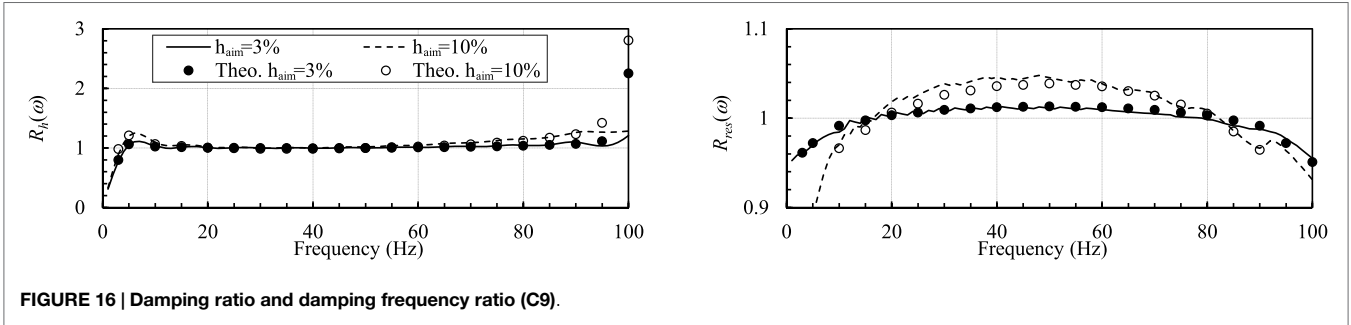 3
2
1
0
R_h(ω)
h_aim=3%
h_aim=10%
Theo. h_aim=3%
Theo. h_aim=10%
0 20 40 60 80 100
Frequency (Hz)
1.1
1
0.9
R_res(ω)
0 20 40 60 80 100
Frequency (Hz)
FIGURE 16 | Damping ratio and damping frequency ratio (C9).